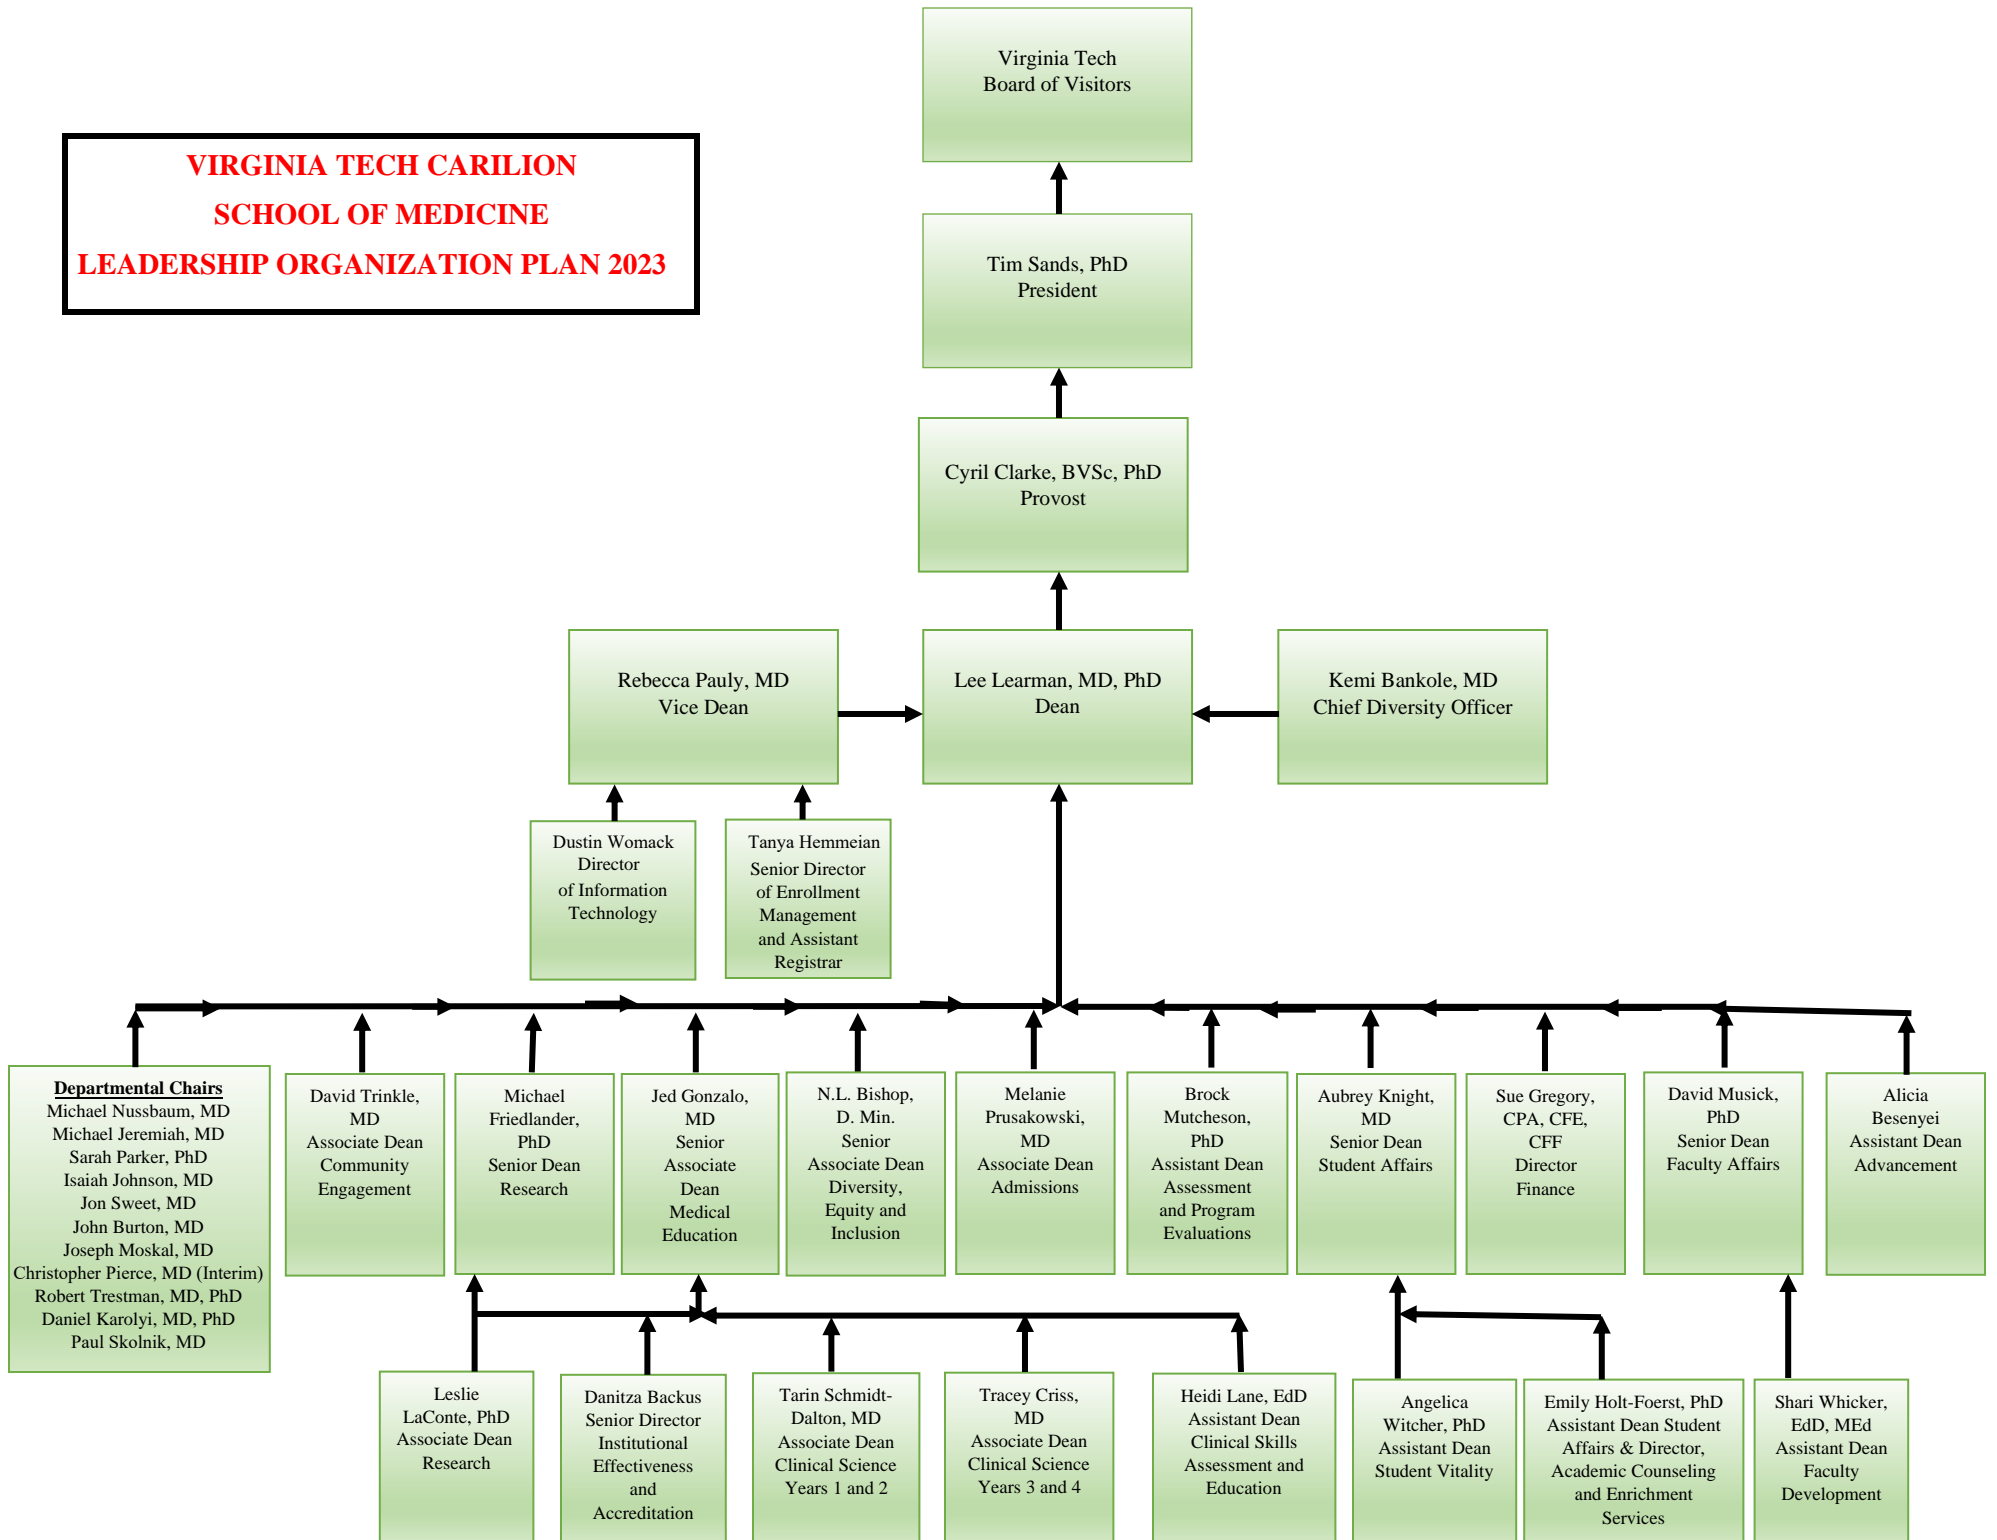 VIRGINIA TECH CARILION
SCHOOL OF MEDICINE
LEADERSHIP ORGANIZATION PLAN 2023
Virginia Tech
Board of Visitors
Tim Sands, PhD
President
Cyril Clarke, BVSc, PhD
Provost
Rebecca Pauly, MD
Vice Dean
Lee Learman, MD, PhD
Dean
Kemi Bankole, MD
Chief Diversity Officer
Dustin Womack
Director
of Information
Technology
Tanya Hemmeian
Senior Director
of Enrollment
Management
and Assistant
Registrar
Departmental Chairs
Michael Nussbaum, MD
Michael Jeremiah, MD
Sarah Parker, PhD
Isaiah Johnson, MD
Jon Sweet, MD
John Burton, MD
Joseph Moskal, MD
Christopher Pierce, MD (Interim)
Robert Trestman, MD, PhD
Daniel Karolyi, MD, PhD
Paul Skolnik, MD
David Trinkle,
MD
Associate Dean
Community
Engagement
Michael
Friedlander,
PhD
Senior Dean
Research
Jed Gonzalo,
MD
Senior
Associate
Dean
Medical
Education
N.L. Bishop,
D. Min.
Senior
Associate Dean
Diversity,
Equity and
Inclusion
Melanie
Prusakowski,
MD
Associate Dean
Admissions
Brock
Mutcheson,
PhD
Assistant Dean
Assessment
and Program
Evaluations
Aubrey Knight,
MD
Senior Dean
Student Affairs
Sue Gregory,
CPA, CFE,
CFF
Director
Finance
David Musick,
PhD
Senior Dean
Faculty Affairs
Alicia
Besenyei
Assistant Dean
Advancement
Leslie
LaConte, PhD
Associate Dean
Research
Danitza Backus
Senior Director
Institutional
Effectiveness
and
Accreditation
Tarin Schmidt-
Dalton, MD
Associate Dean
Clinical Science
Years 1 and 2
Tracey Criss,
MD
Associate Dean
Clinical Science
Years 3 and 4
Heidi Lane, EdD
Assistant Dean
Clinical Skills
Assessment and
Education
Angelica
Witcher, PhD
Assistant Dean
Student Vitality
Emily Holt-Foerst, PhD
Assistant Dean Student
Affairs & Director,
Academic Counseling
and Enrichment
Services
Shari Whicker,
EdD, MEd
Assistant Dean
Faculty
Development